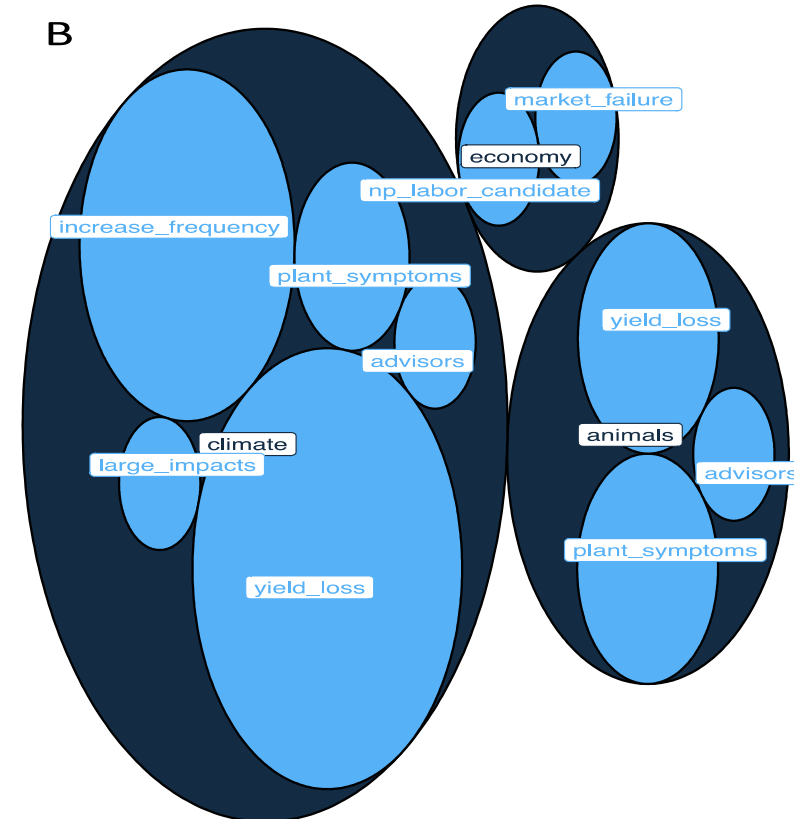 B
market_failure
economy
np_labor_candidate
increase_frequency
plant_symptoms
yield_loss
advisors
animals
climate
large_impacts
advisors
plant_symptoms
yield_loss